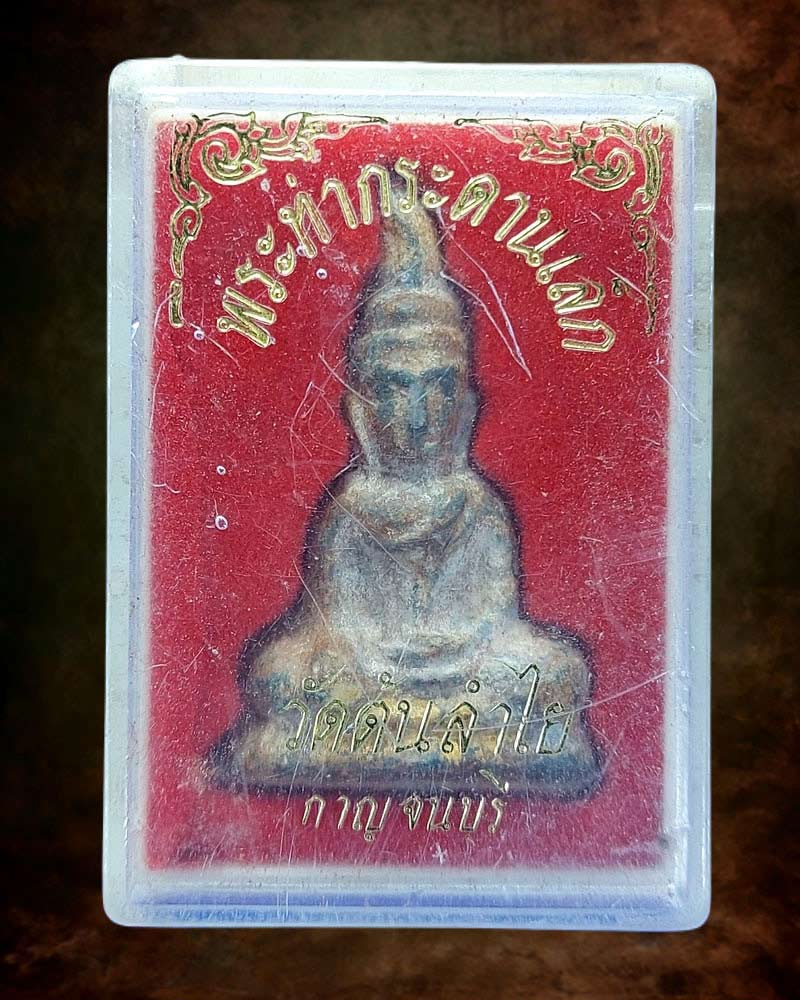 พระท่ากระดานเล็ก
วัดต้นลำไย
กาญจนบุรี